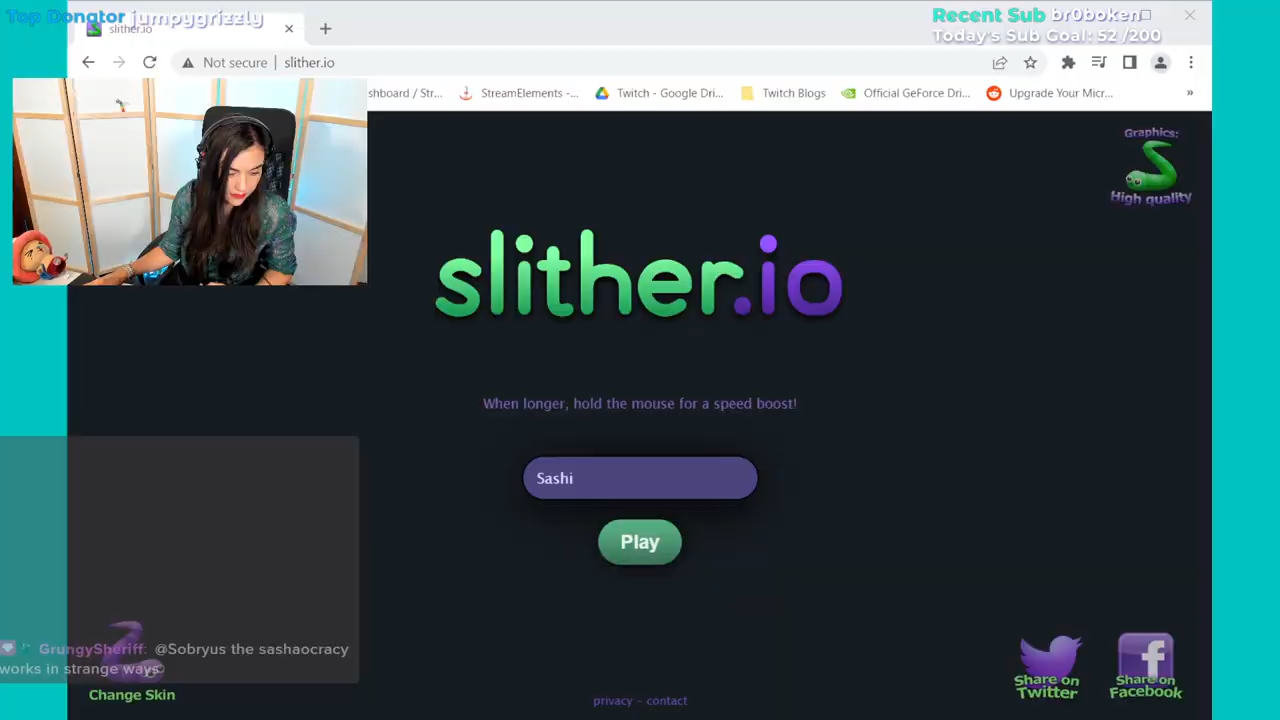 Top Donator jumpygrizzly
Recent Sub br0boken
slither.io
Today's Sub Goal: 52 /200
Not secure | slither.io
shboard / Str...
StreamElements -...
Twitch - Google Dri...
Twitch Blogs
Official GeForce Dri...
Upgrade Your Micr...
»
Graphics:
High quality
slither.io
When longer, hold the mouse for a speed boost!
Sashi
Play
GrungySheriff: @Sobryus the sashaocracy
works in strange ways
Change Skin
Share on
Twitter
Share on
Facebook
privacy - contact